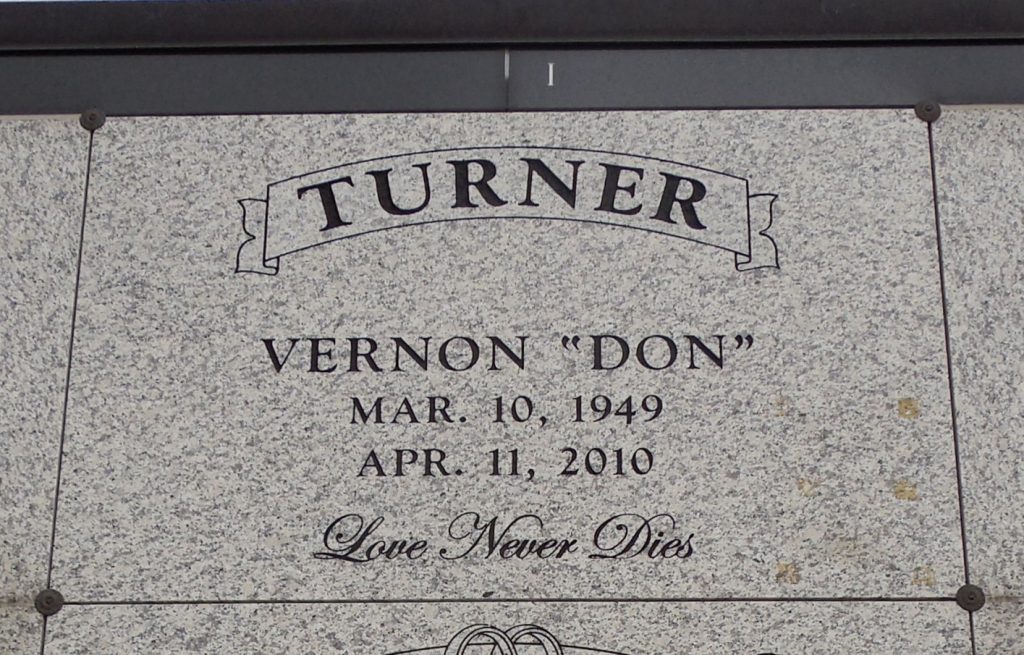 I
TURNER
VERNON “DON”
MAR. 10, 1949
APR. 11, 2010
Love Never Dies